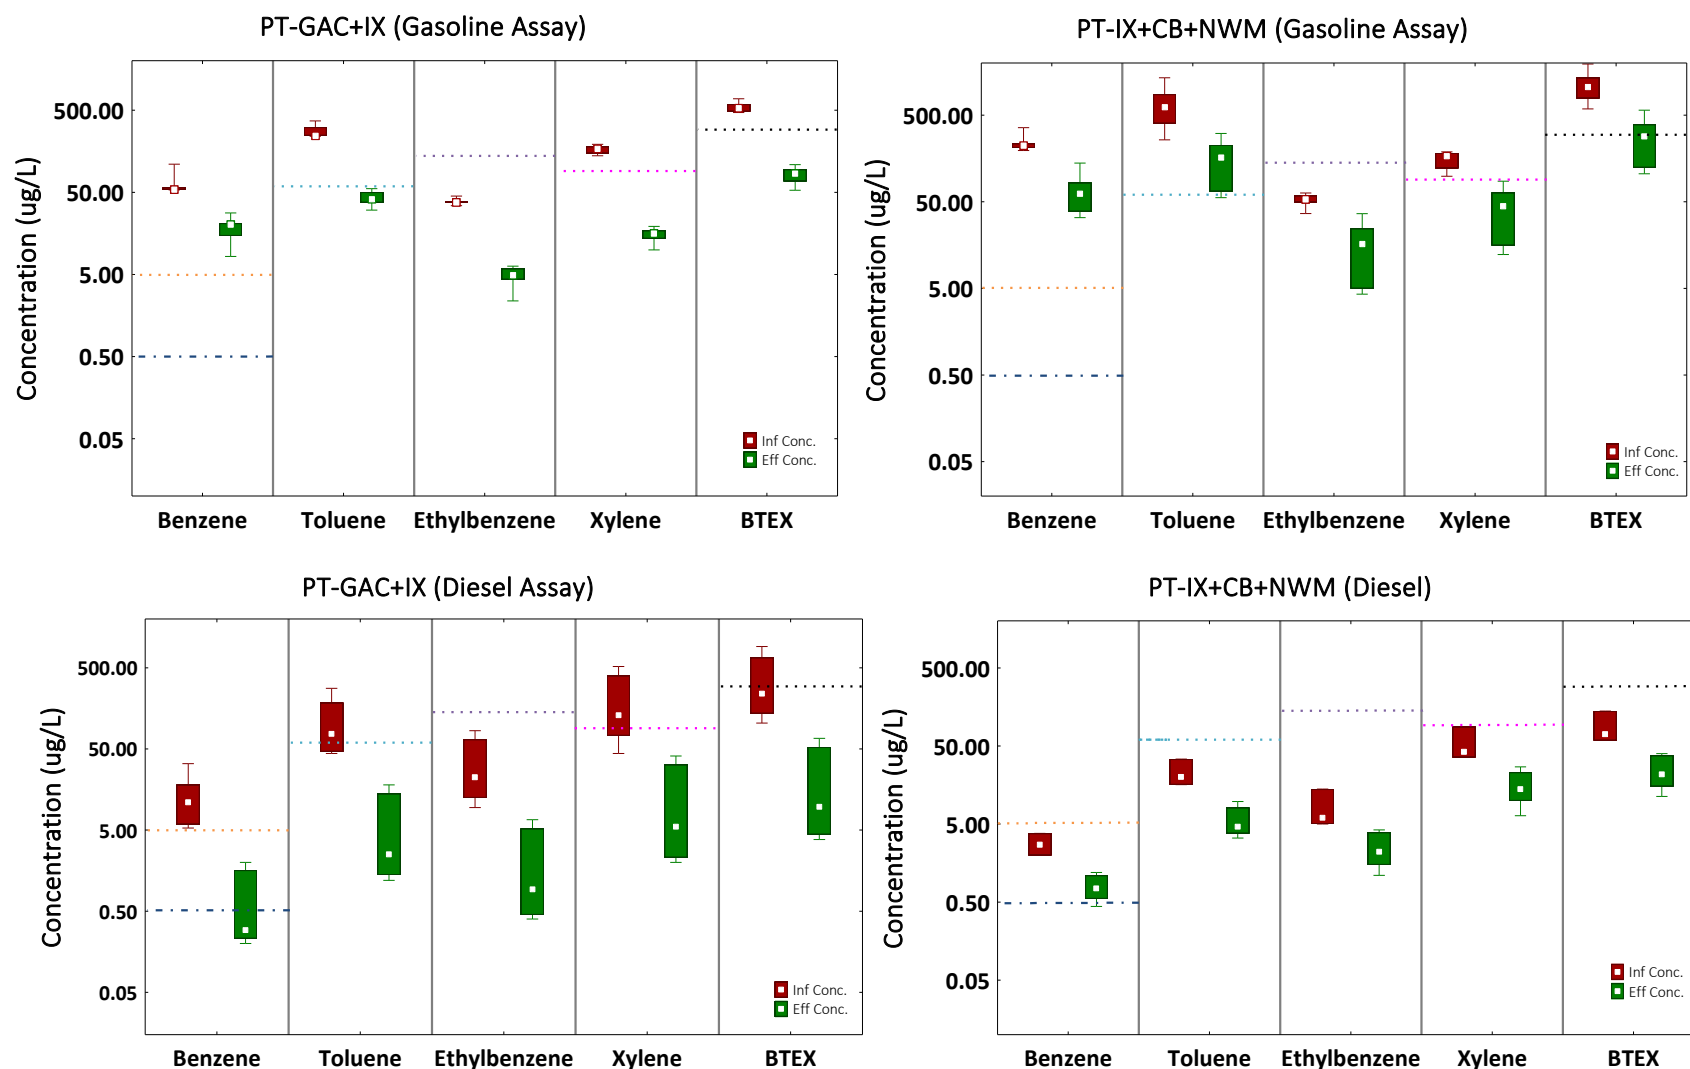 PT-GAC+IX (Gasoline Assay)
Concentration (ug/L)
500.00
50.00
5.00
0.50
0.05
Inf Conc.
Eff Conc.
Benzene Toluene Ethylbenzene Xylene BTEX
PT-IX+CB+NWM (Gasoline Assay)
Concentration (ug/L)
500.00
50.00
5.00
0.50
0.05
Inf Conc.
Eff Conc.
Benzene Toluene Ethylbenzene Xylene BTEX
PT-GAC+IX (Diesel Assay)
Concentration (ug/L)
500.00
50.00
5.00
0.50
0.05
Inf Conc.
Eff Conc.
Benzene Toluene Ethylbenzene Xylene BTEX
PT-IX+CB+NWM (Diesel)
Concentration (ug/L)
500.00
50.00
5.00
0.50
0.05
Inf Conc.
Eff Conc.
Benzene Toluene Ethylbenzene Xylene BTEX